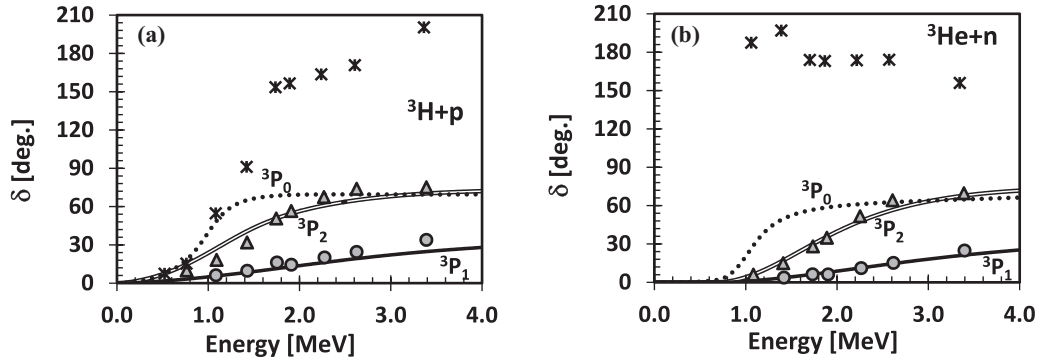 210
180
150
120
90
60
30
0
δ [deg.]
(a)
³H+p
³P₀
³P₂
³P₁
0.0 1.0 2.0 3.0 4.0
Energy [MeV]
210
180
150
120
90
60
30
0
δ [deg.]
(b)
³He+n
³P₀
³P₂
³P₁
0.0 1.0 2.0 3.0 4.0
Energy [MeV]